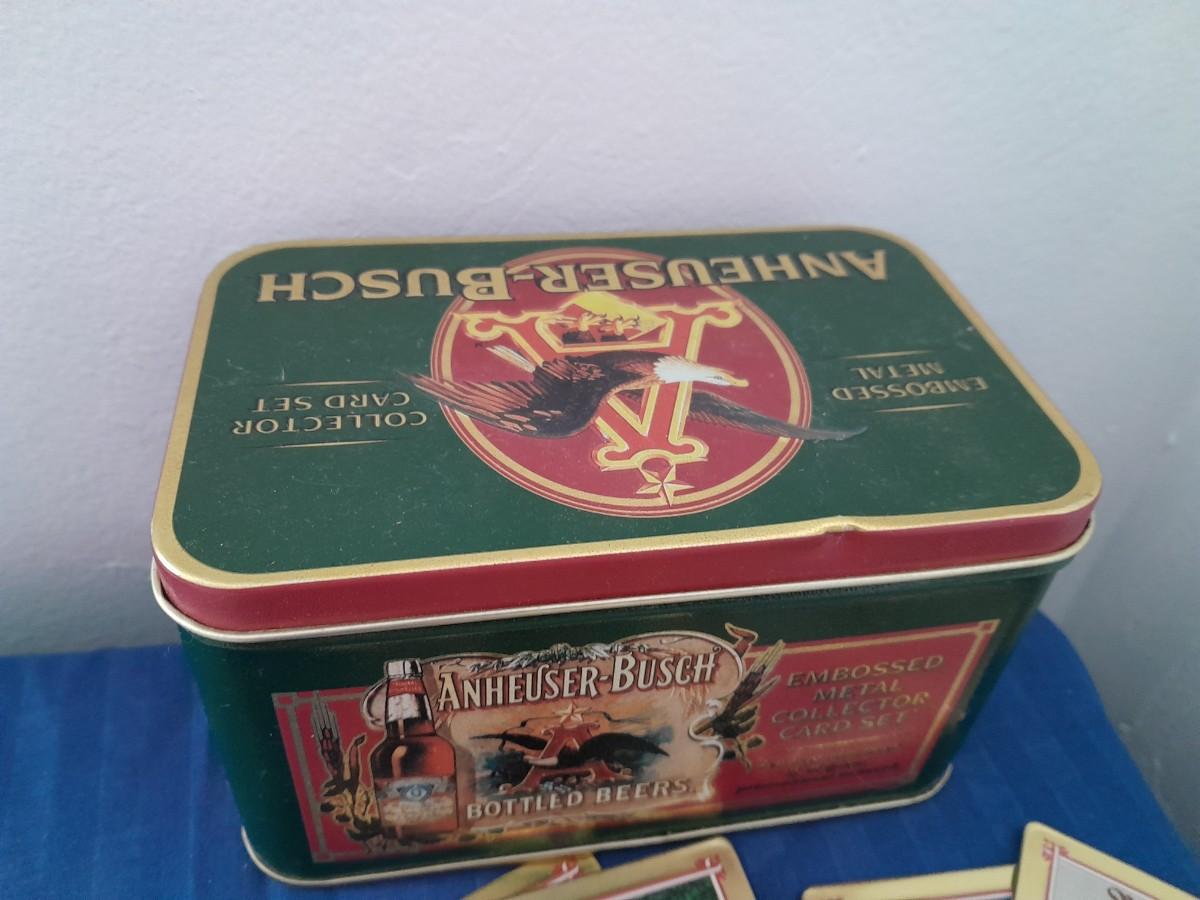 ANHEUSER-BUSCH
EMBOSSED
METAL
COLLECTOR
CARD SET
ANHEUSER-BUSCH
BOTTLED BEERS.
EMBOSSED
METAL
COLLECTOR
CARD SET